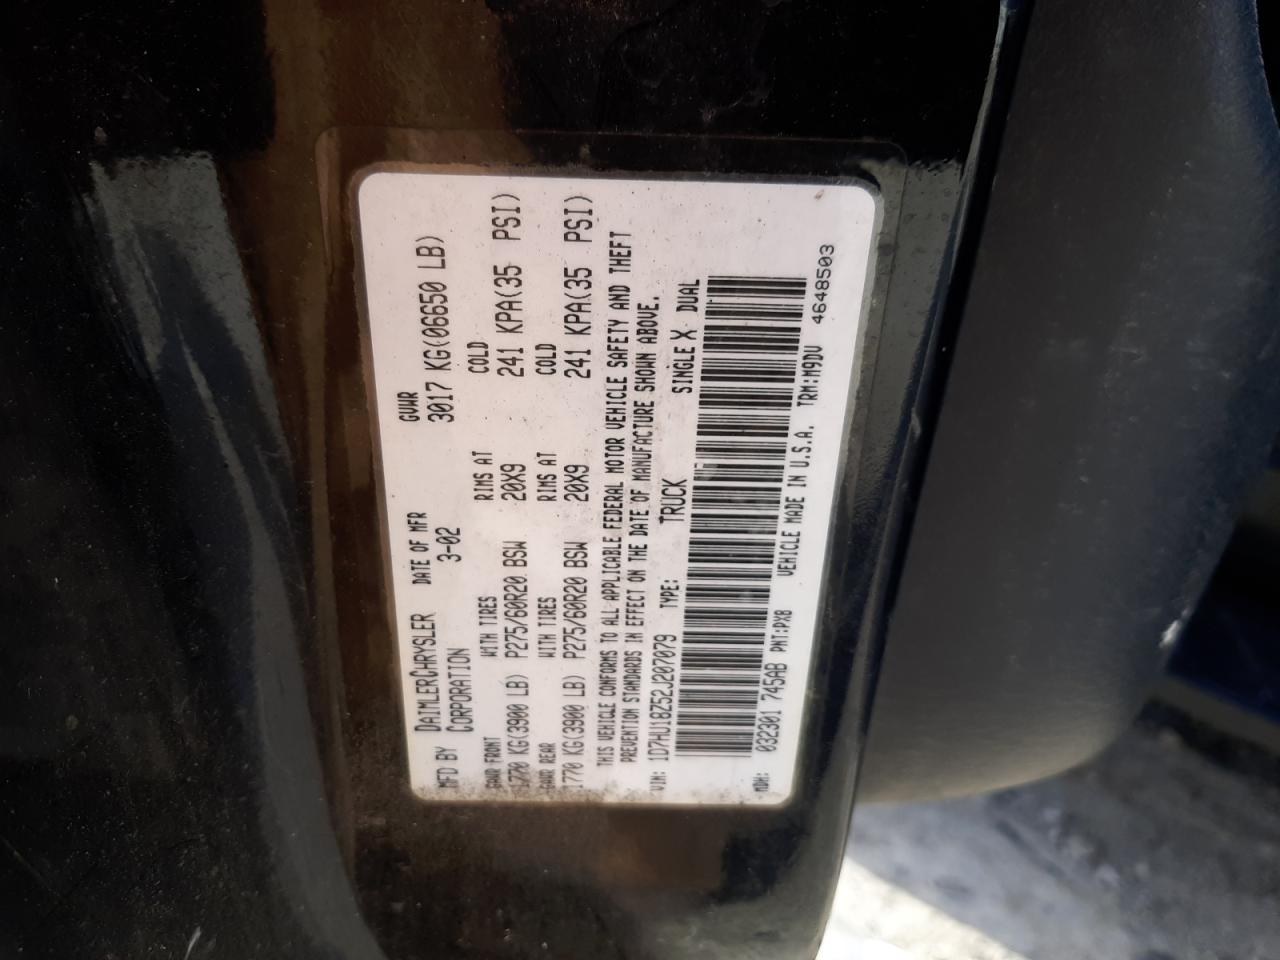 MFD BY DAIMLERCHRYSLER CORPORATION DATE OF MFR 3-02 GVWR 3017 KG(06650 LB)
GAWR FRONT WITH TIRES RIMS AT COLD
1770 KG(3900 LB) P275/60R20 BSW 20X9 241 KPA(35 PSI)
GAWR REAR WITH TIRES RIMS AT COLD
1770 KG(3900 LB) P275/60R20 BSW 20X9 241 KPA(35 PSI)
THIS VEHICLE CONFORMS TO ALL APPLICABLE FEDERAL MOTOR VEHICLE SAFETY AND THEFT
PREVENTION STANDARDS IN EFFECT ON THE DATE OF MANUFACTURE SHOWN ABOVE.
VIN: 1D7HU18Z52J207079 TYPE: TRUCK SINGLE X DUAL
MDH: 032301 745AB PNT:PXB VEHICLE MADE IN U.S.A. TRM:M9DV 4648503